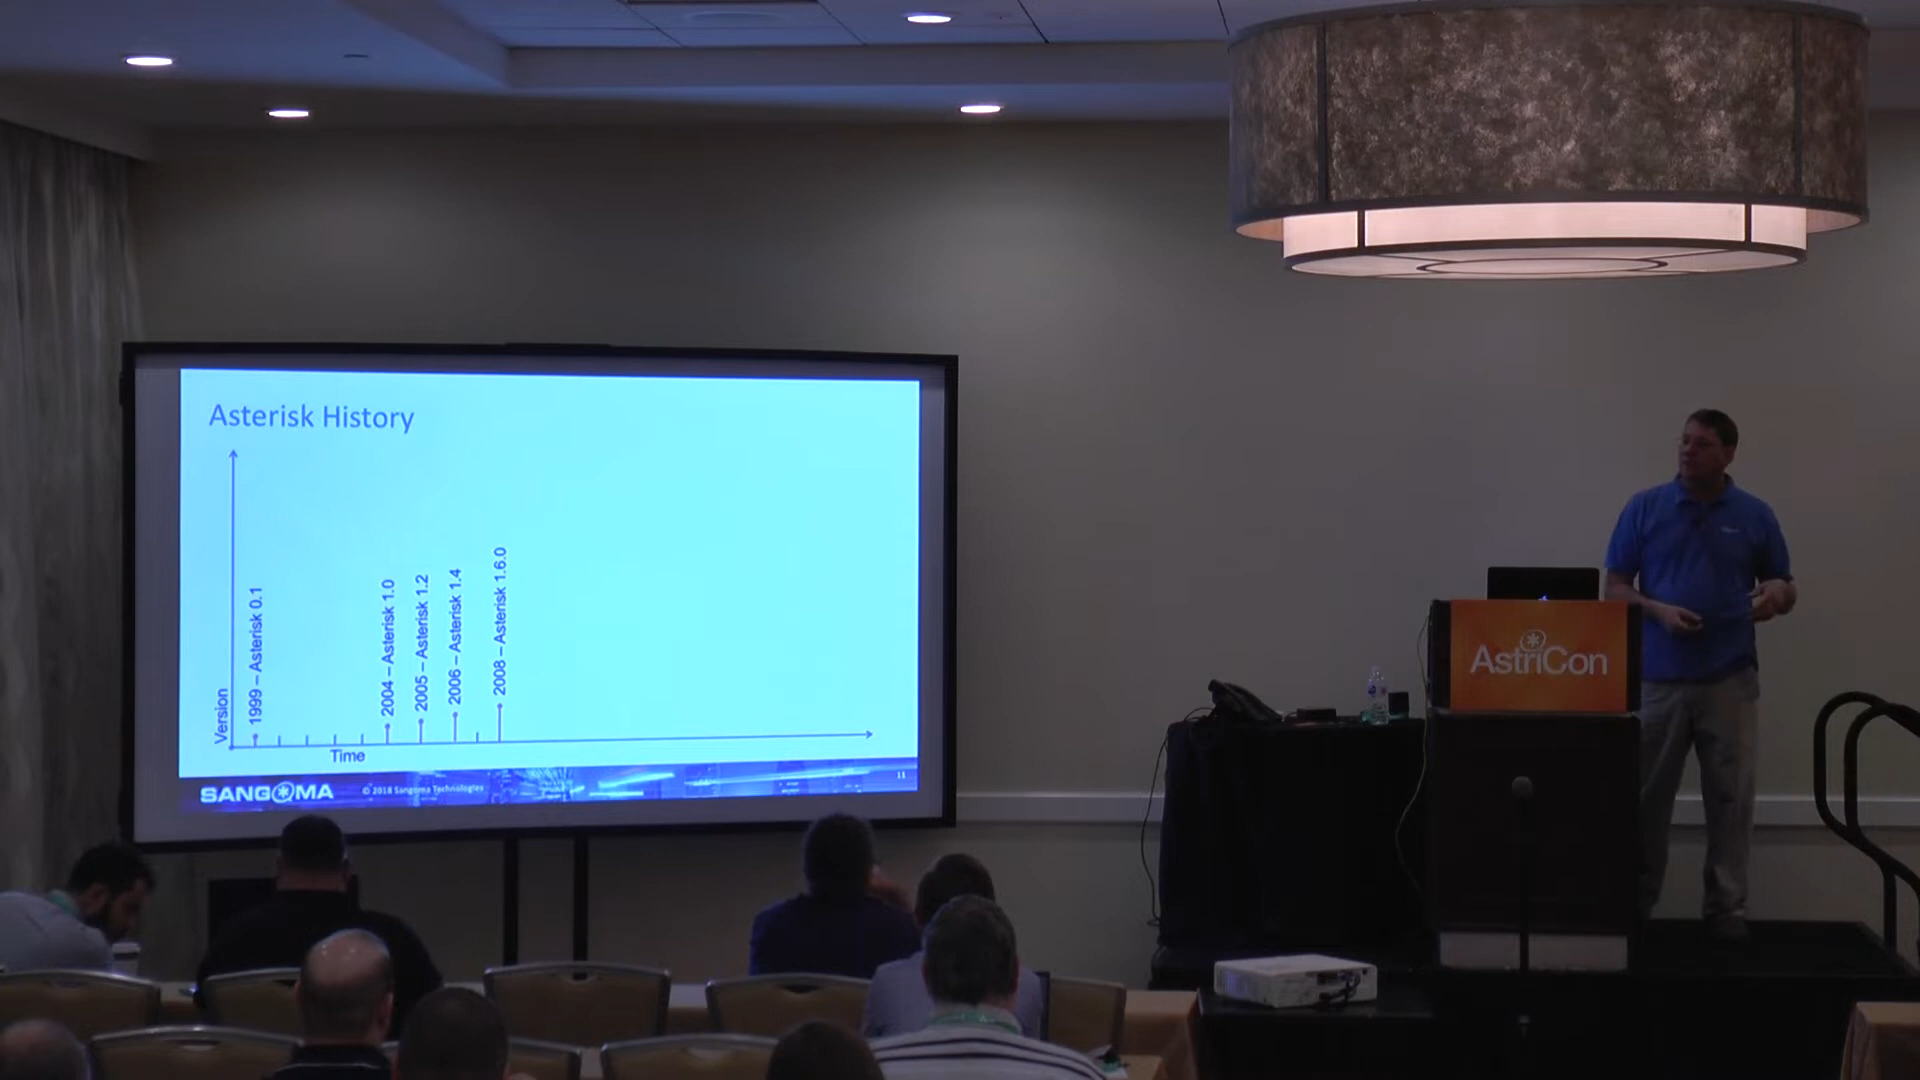 Asterisk History
Version
1999 – Asterisk 0.1
2004 – Asterisk 1.0
2005 – Asterisk 1.2
2006 – Asterisk 1.4
2008 – Asterisk 1.6.0
Time
SANGOMA
© 2018 Sangoma Technologies
11
AstriCon